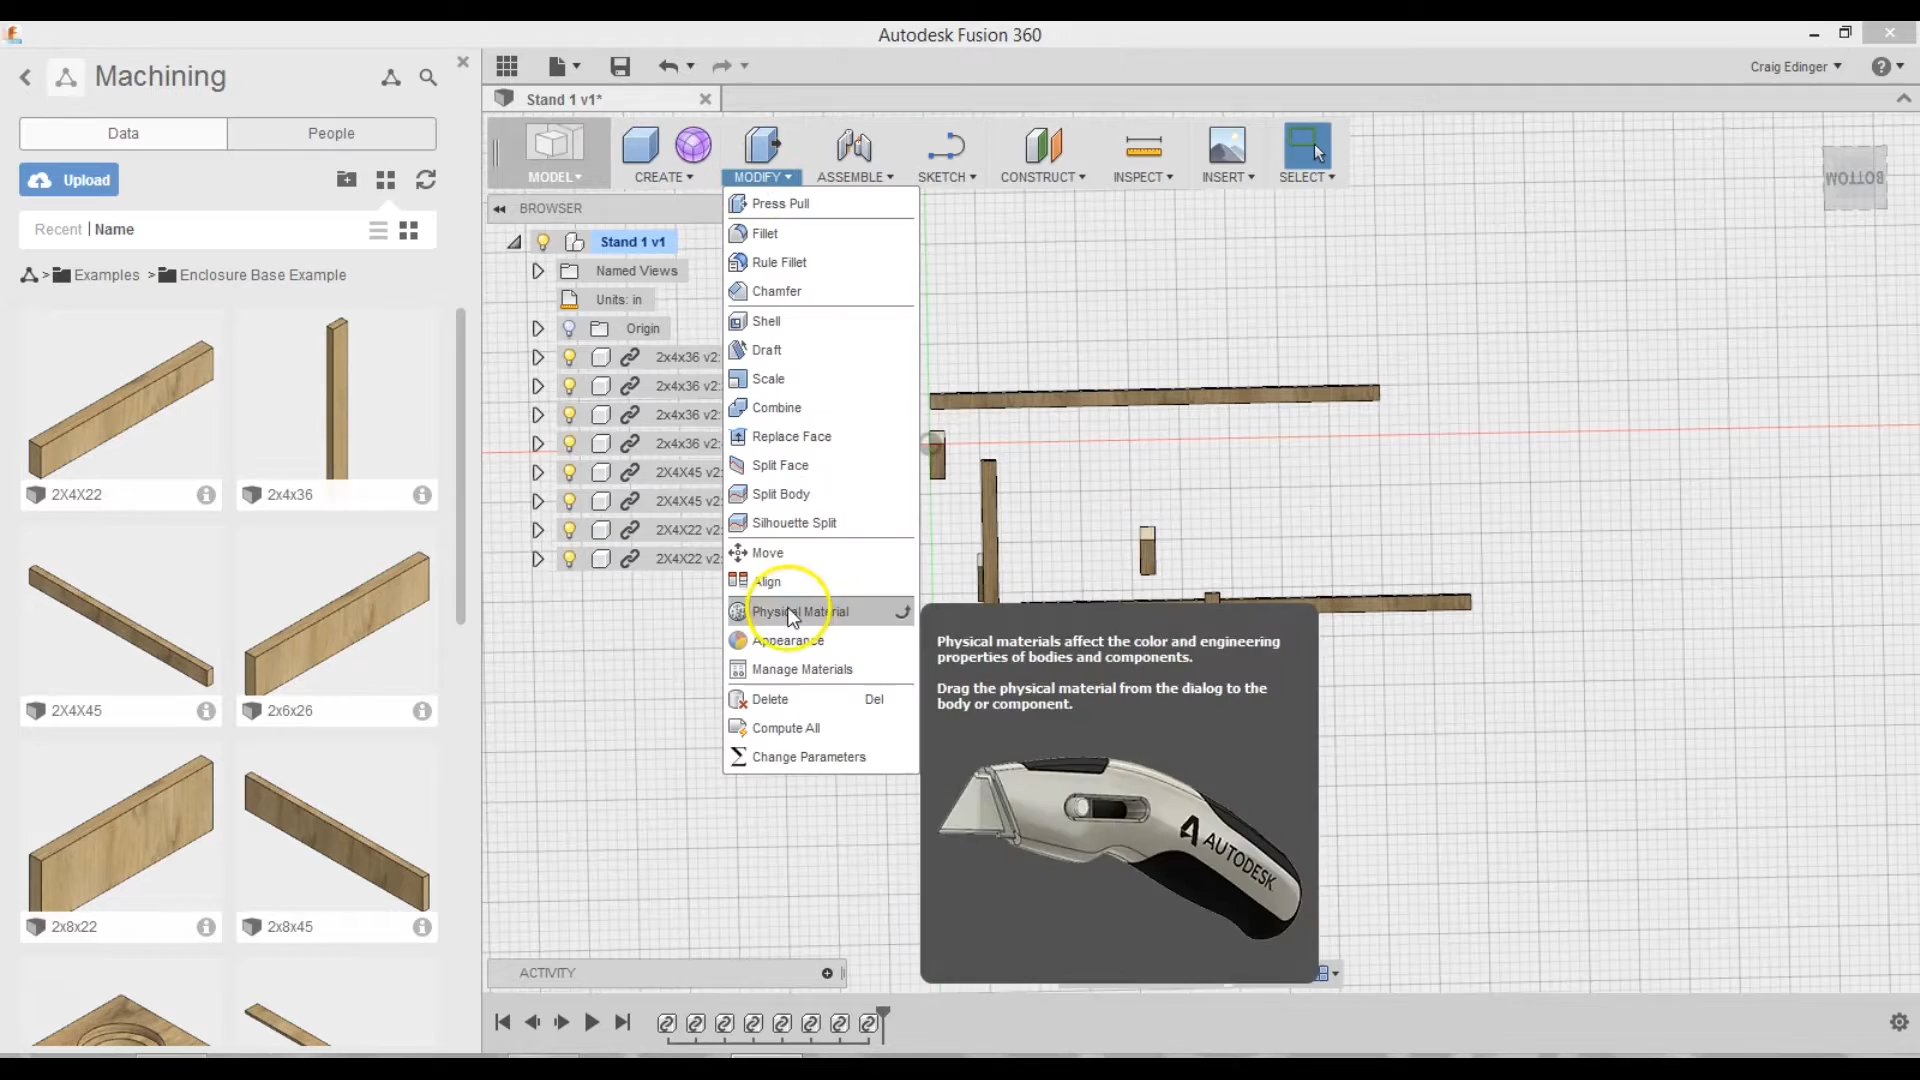 Autodesk Fusion 360
Machining
Craig Edinger
Stand 1 v1*
Data
People
MODEL
CREATE
MODIFY
ASSEMBLE
SKETCH
CONSTRUCT
INSPECT
INSERT
SELECT
Upload
Recent | Name
> Examples > Enclosure Base Example
BROWSER
Stand 1 v1
Named Views
Units: in
Origin
2x4x36 v2:
2x4x36 v2:
2x4x36 v2:
2x4x36 v2:
2X4X45 v2:
2X4X45 v2:
2X4X22 v2:
2X4X22 v2:
Press Pull
Fillet
Rule Fillet
Chamfer
Shell
Draft
Scale
Combine
Replace Face
Split Face
Split Body
Silhouette Split
Move
Align
Physical Material
Appearance
Manage Materials
Delete Del
Compute All
Change Parameters
BOTTOM
Physical materials affect the color and engineering
properties of bodies and components.
Drag the physical material from the dialog to the
body or component.
AUTODESK
2X4X22
2x4x36
2X4X45
2x6x26
2x8x22
2x8x45
ACTIVITY